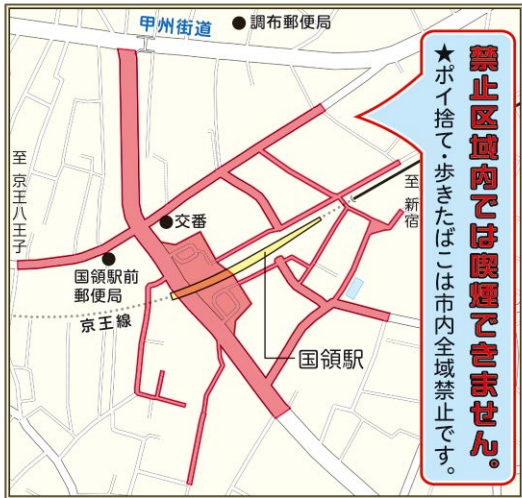 甲州街道
調布郵便局
禁止区域内では喫煙できません。
★ポイ捨て・歩きたばこは市内全域禁止です。
至 京王八王子
至 新宿
交番
国領駅前
郵便局
京王線
国領駅